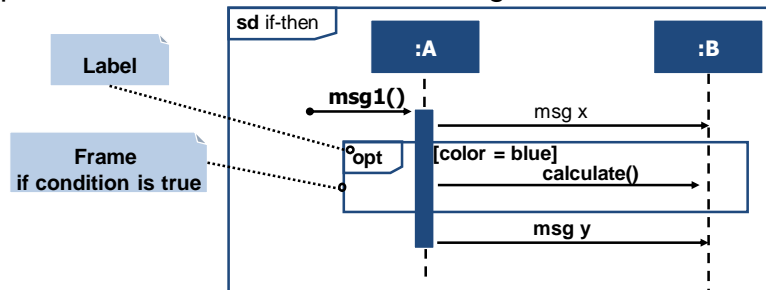 sd if-then
:A
:B
Label
msg1()
msg x
Frame
if condition is true
opt
[color = blue]
calculate()
msg y